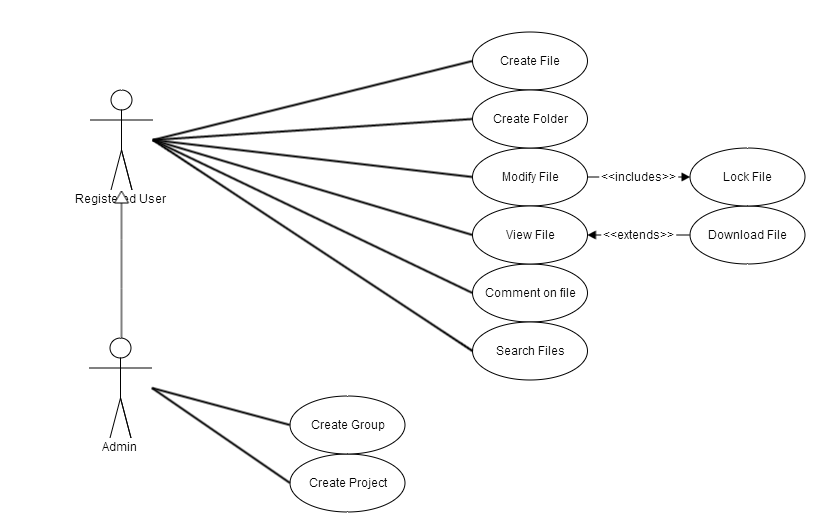 Create File
Create Folder
Modify File
<<includes>>
Lock File
Registered User
View File
<<extends>>
Download File
Comment on file
Search Files
Create Group
Admin
Create Project